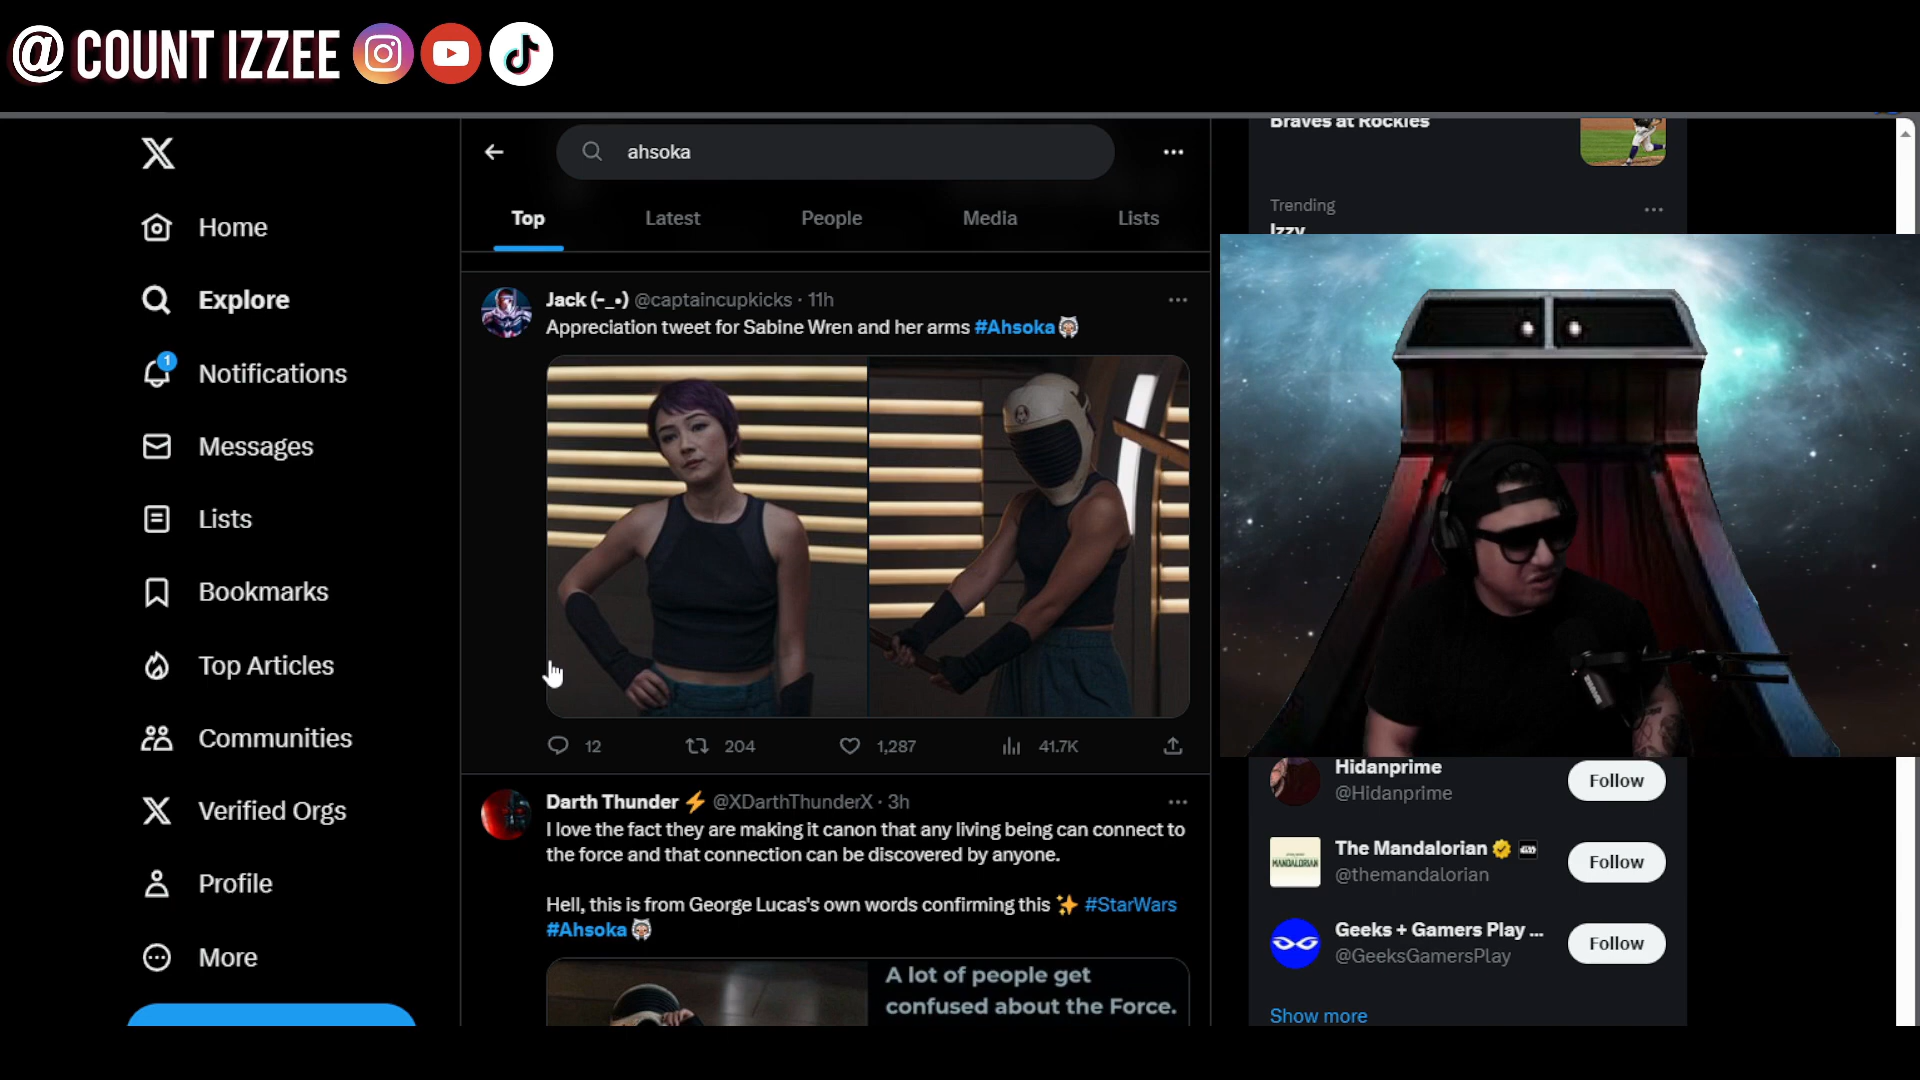 @ COUNT IZZEE
X
Home
Explore
1
Notifications
Messages
Lists
Bookmarks
Top Articles
Communities
Verified Orgs
Profile
More
ahsoka
Top
Latest
People
Media
Lists
Jack (-_•) @captaincupkicks · 11h
Appreciation tweet for Sabine Wren and her arms #Ahsoka
12
204
1,287
41.7K
Darth Thunder ⚡ @XDarthThunderX · 3h
I love the fact they are making it canon that any living being can connect to
the force and that connection can be discovered by anyone.
Hell, this is from George Lucas's own words confirming this ✨ #StarWars
#Ahsoka
A lot of people get
confused about the Force.
Braves at Rockies
Trending
Izzy
Hidanprime
@Hidanprime
Follow
The Mandalorian
@themandalorian
Follow
MANDALORIAN
Geeks + Gamers Play ...
@GeeksGamersPlay
Follow
Show more